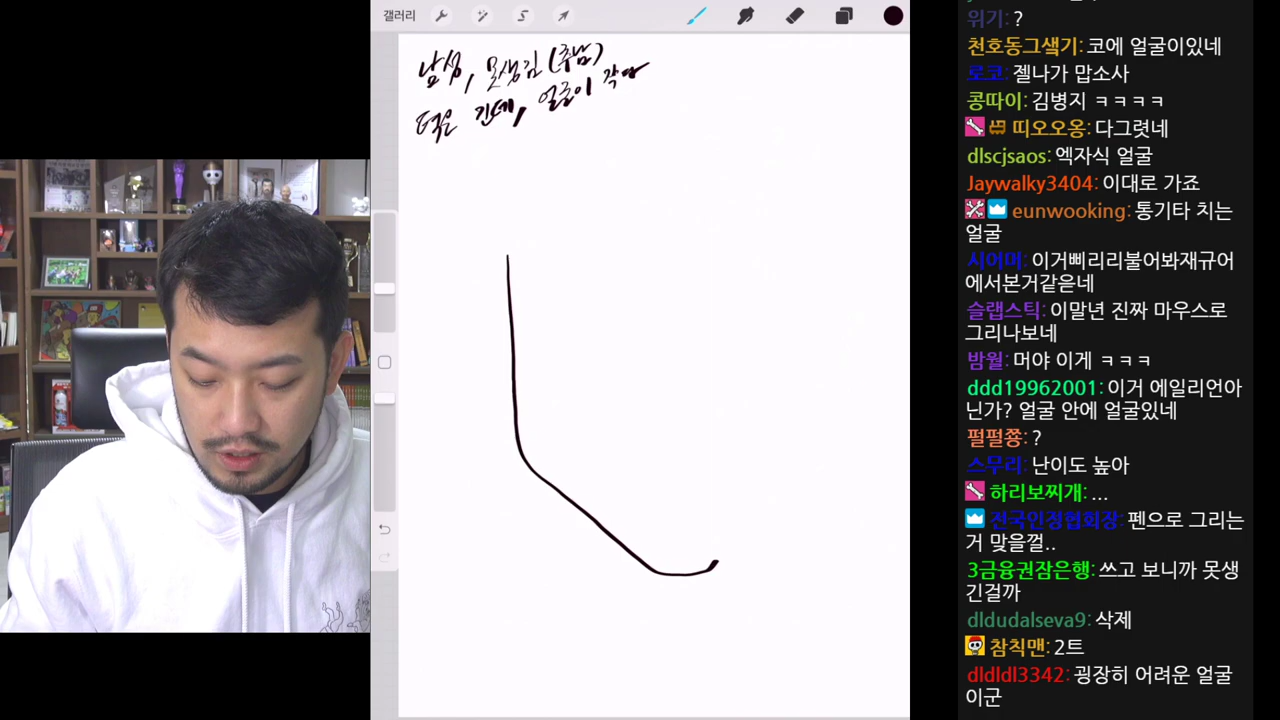 갤러리
남성, 못생김(추남)
턱은 긴데, 얼굴이 각
위기: ?
천호동그샠기: 코에 얼굴이있네
로코: 젤나가 맙소사
콩따이: 김병지 ㅋㅋㅋㅋ
띠오오옹: 다그렷네
dlscjsaos: 엑자식 얼굴
Jaywalky3404: 이대로 가죠
eunwooking: 통기타 치는
얼굴
시어미: 이거삐리리불어봐재규어
에서본거같은네
슬랩스틱: 이말년 진짜 마우스로
그리나보네
밤월: 머야 이게 ㅋㅋㅋ
ddd19962001: 이거 에일리언아
닌가? 얼굴 안에 얼굴있네
펄펄쭁: ?
스무리: 난이도 높아
하리보찌개: ...
전국인정협회장: 펜으로 그리는
거 맞을껄..
3금융권잠은행: 쓰고 보니까 못생
긴걸까
dldudalseva9: 삭제
참칙맨: 2트
dldldl3342: 굉장히 어려운 얼굴
이군